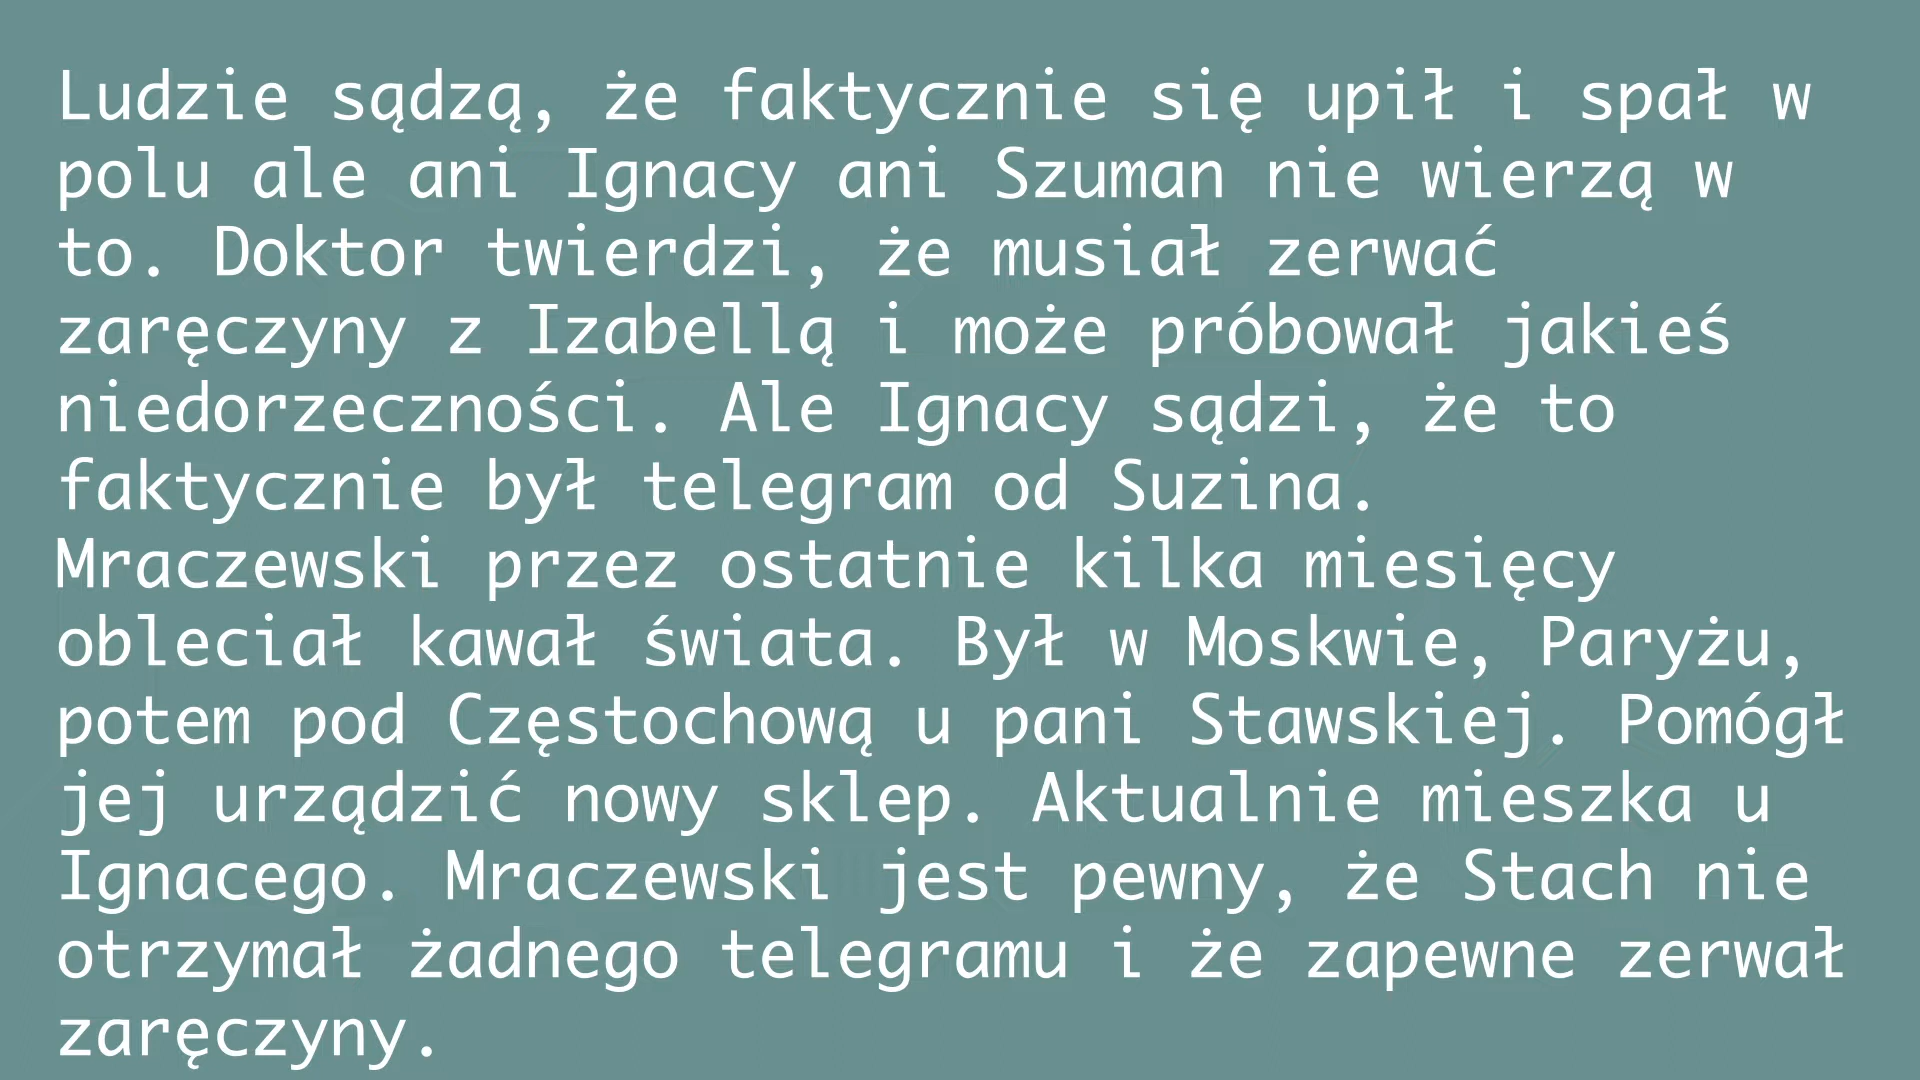 Ludzie sądzą, że faktycznie się upił i spał w
polu ale ani Ignacy ani Szuman nie wierzą w
to. Doktor twierdzi, że musiał zerwać
zaręczyny z Izabellą i może próbował jakieś
niedorzeczności. Ale Ignacy sądzi, że to
faktycznie był telegram od Suzina.
Mraczewski przez ostatnie kilka miesięcy
obleciał kawał świata. Był w Moskwie, Paryżu,
potem pod Częstochową u pani Stawskiej. Pomógł
jej urządzić nowy sklep. Aktualnie mieszka u
Ignacego. Mraczewski jest pewny, że Stach nie
otrzymał żadnego telegramu i że zapewne zerwał
zaręczyny.